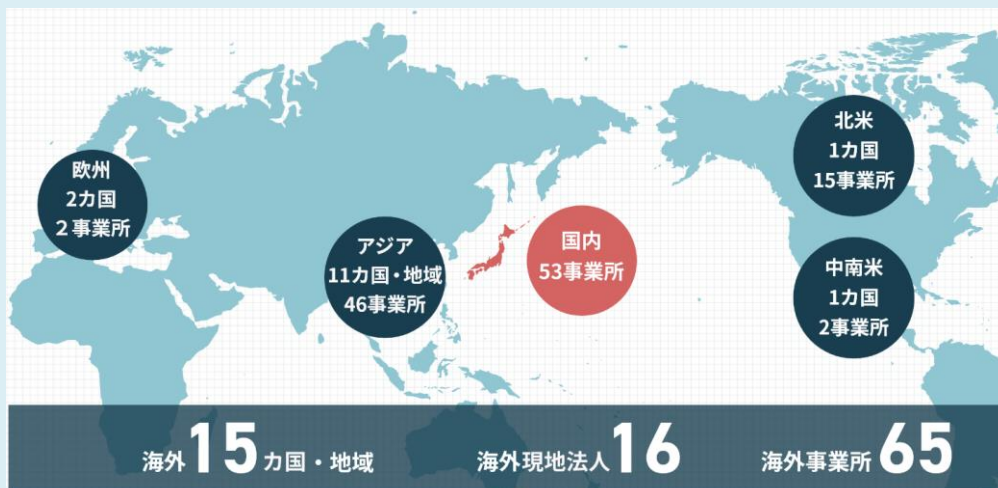 欧州
2カ国
２事業所
アジア
11カ国・地域
46事業所
国内
53事業所
北米
1カ国
15事業所
中南米
1カ国
2事業所
海外15カ国・地域
海外現地法人16
海外事業所65